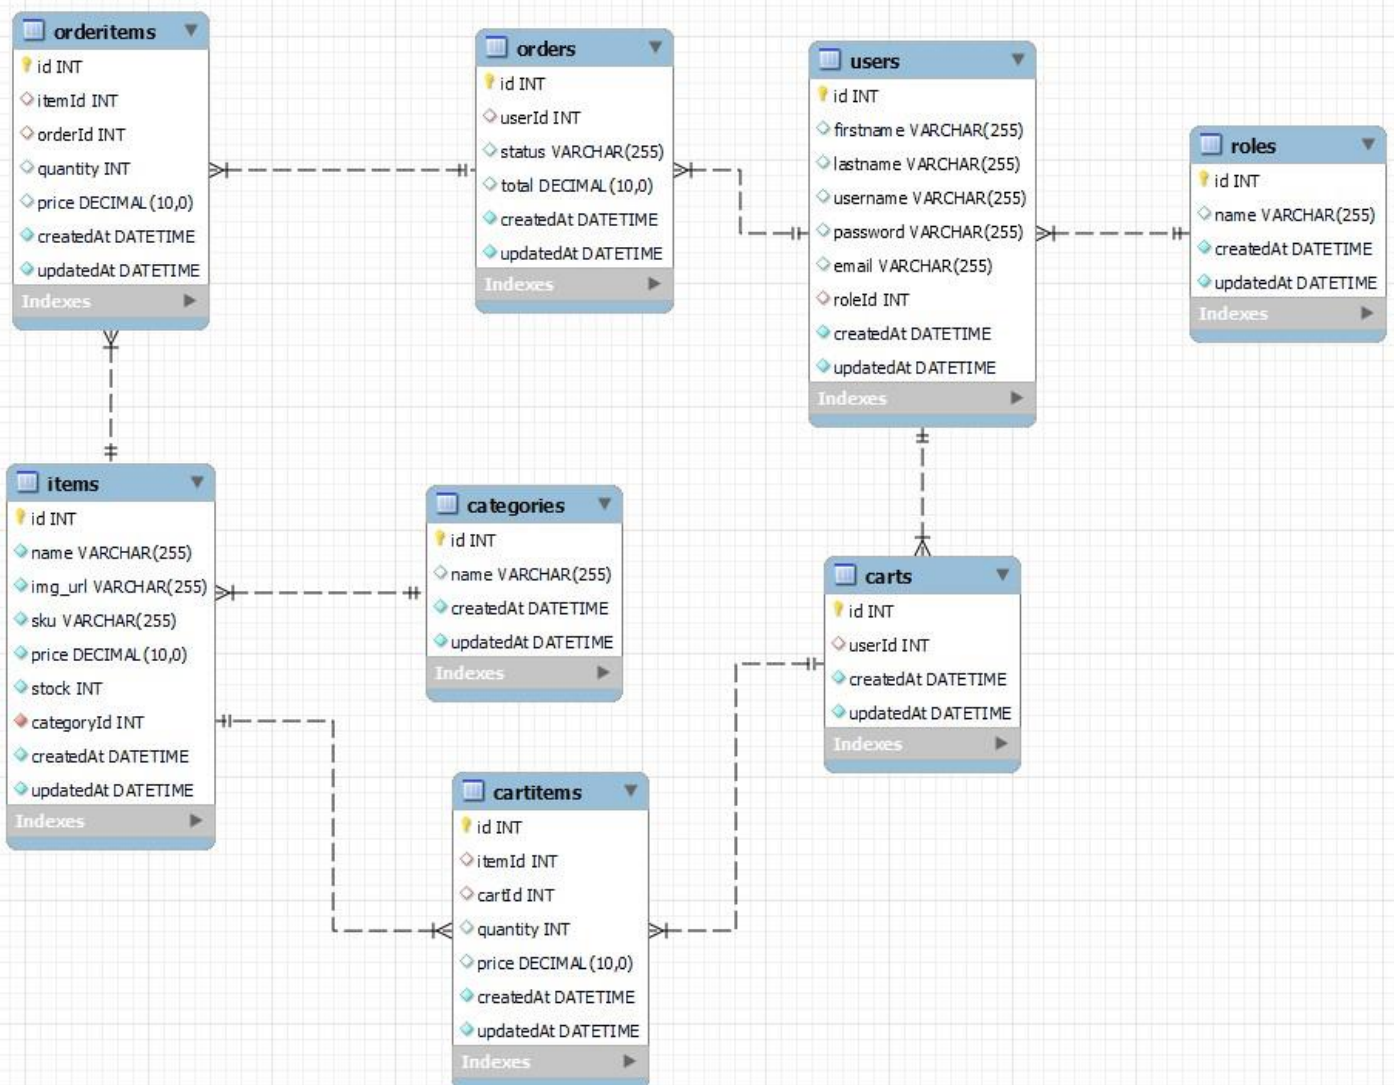 orderitems
id INT
itemId INT
orderId INT
quantity INT
price DECIMAL(10,0)
createdAt DATETIME
updatedAt DATETIME
Indexes
orders
id INT
userId INT
status VARCHAR(255)
total DECIMAL(10,0)
createdAt DATETIME
updatedAt DATETIME
Indexes
users
id INT
firstname VARCHAR(255)
lastname VARCHAR(255)
username VARCHAR(255)
password VARCHAR(255)
email VARCHAR(255)
roleId INT
createdAt DATETIME
updatedAt DATETIME
Indexes
roles
id INT
name VARCHAR(255)
createdAt DATETIME
updatedAt DATETIME
Indexes
items
id INT
name VARCHAR(255)
img_url VARCHAR(255)
sku VARCHAR(255)
price DECIMAL(10,0)
stock INT
categoryId INT
createdAt DATETIME
updatedAt DATETIME
Indexes
categories
id INT
name VARCHAR(255)
createdAt DATETIME
updatedAt DATETIME
Indexes
carts
id INT
userId INT
createdAt DATETIME
updatedAt DATETIME
Indexes
cartitems
id INT
itemId INT
cartId INT
quantity INT
price DECIMAL(10,0)
createdAt DATETIME
updatedAt DATETIME
Indexes